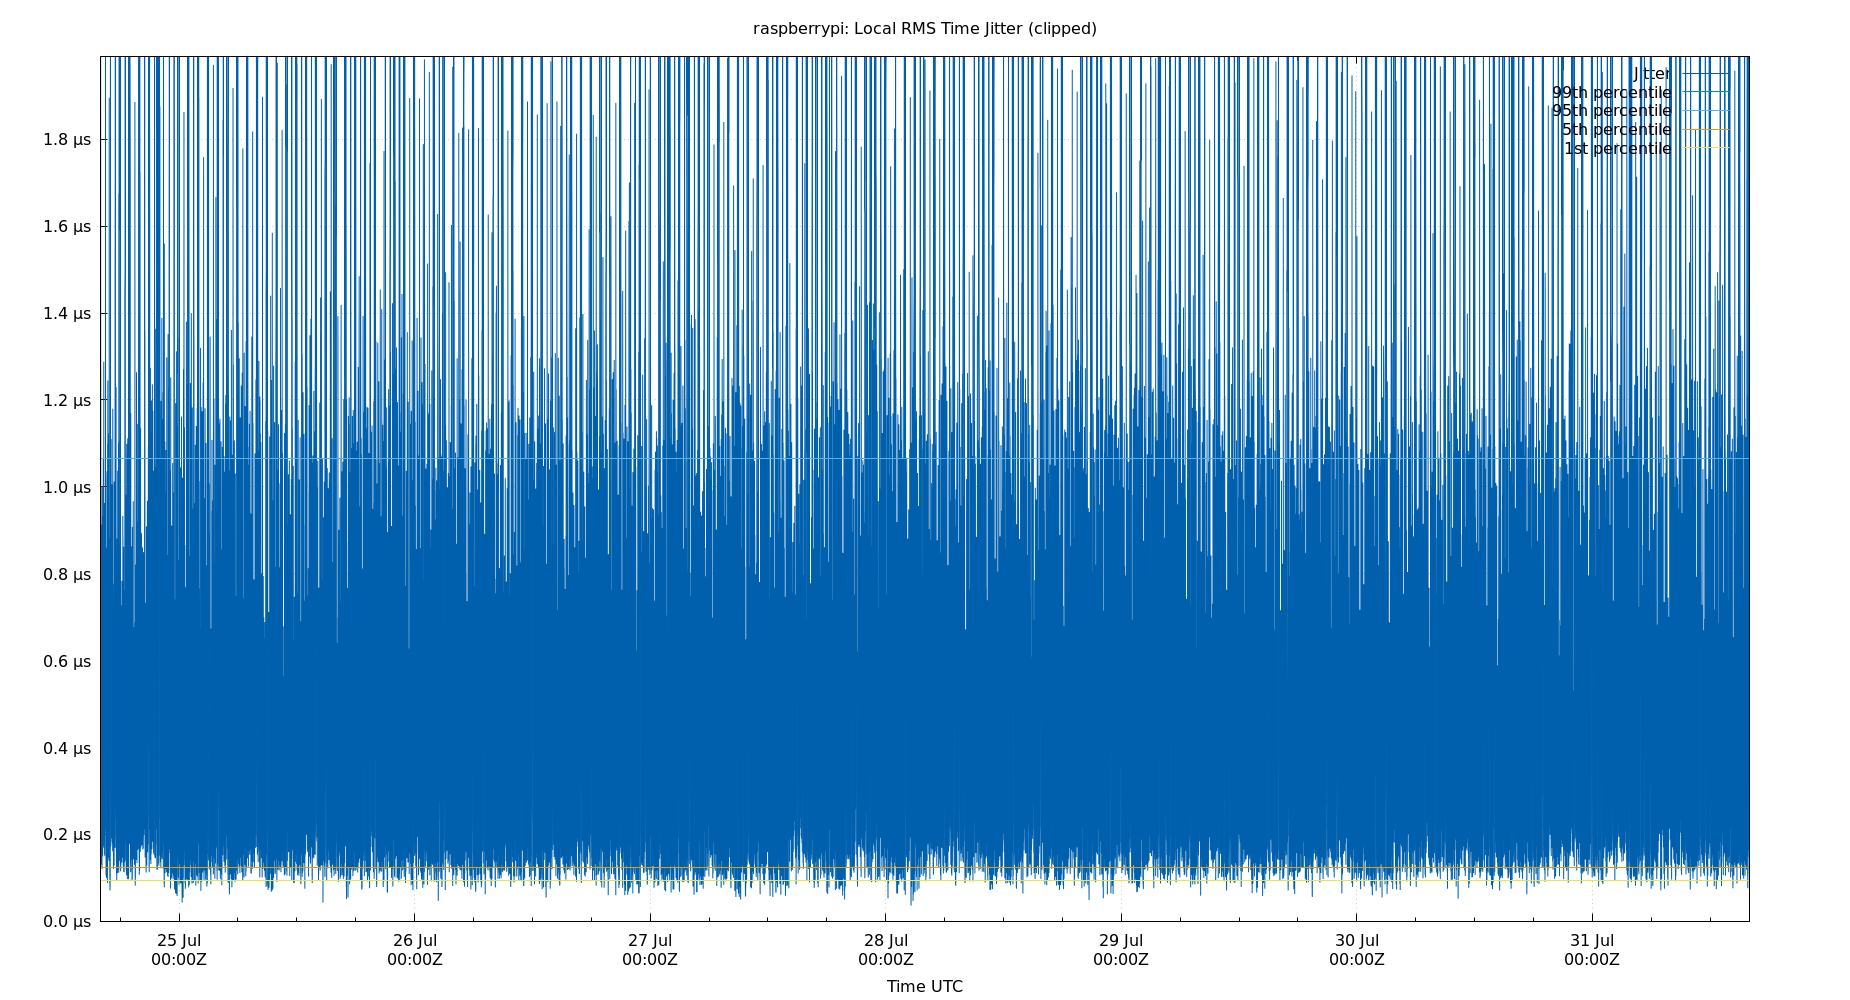 raspberrypi: Local RMS Time Jitter (clipped)
Jitter
99th percentile
95th percentile
5th percentile
1st percentile
1.8 µs
1.6 µs
1.4 µs
1.2 µs
1.0 µs
0.8 µs
0.6 µs
0.4 µs
0.2 µs
0.0 µs
25 Jul 26 Jul 27 Jul 28 Jul 29 Jul 30 Jul 31 Jul
00:00Z 00:00Z 00:00Z 00:00Z 00:00Z 00:00Z 00:00Z
Time UTC